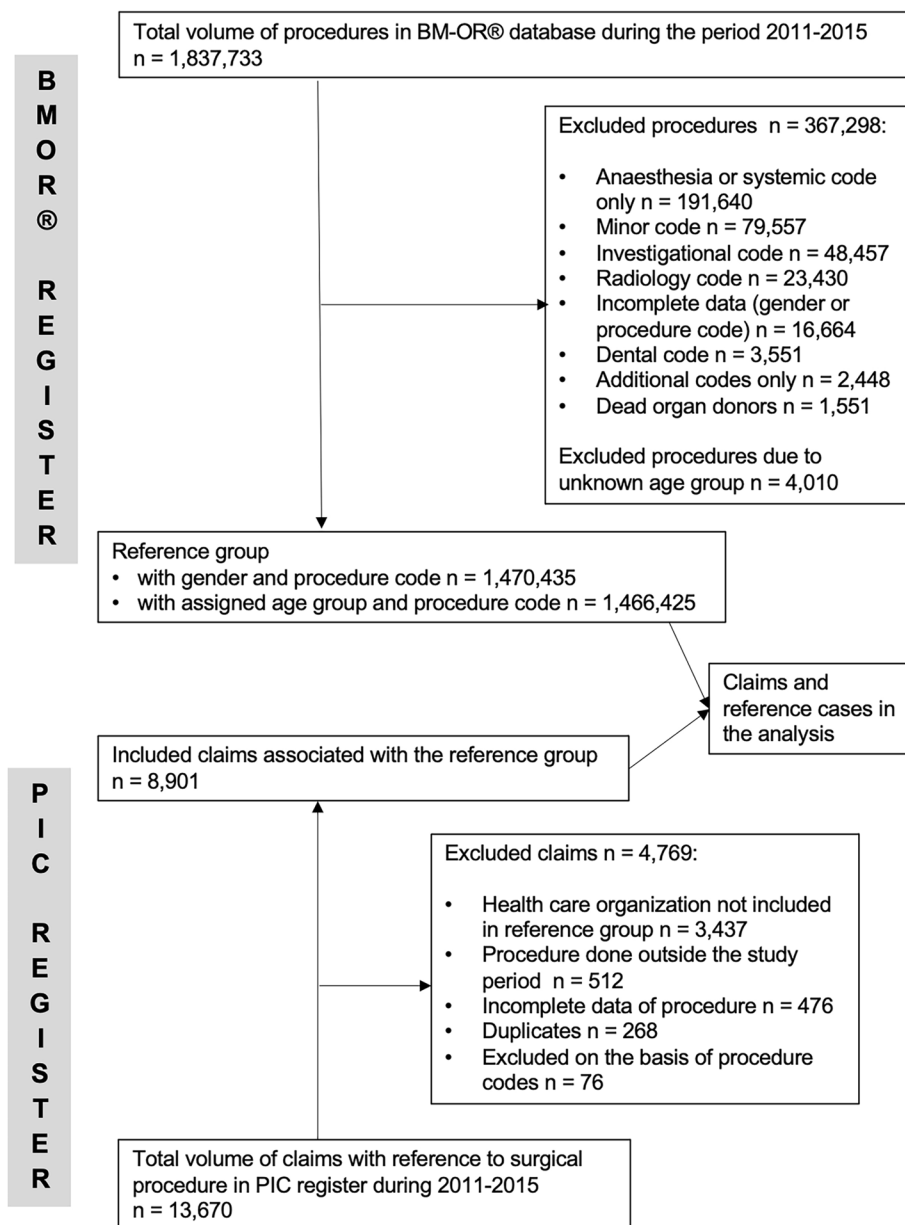 Total volume of procedures in BM-OR® database during the period 2011-2015
n = 1,837,733
B
M
O
R
®
R
E
G
I
S
T
E
R
Excluded procedures n = 367,298:
• Anaesthesia or systemic code
only n = 191,640
• Minor code n = 79,557
• Investigational code n = 48,457
• Radiology code n = 23,430
• Incomplete data (gender or
procedure code) n = 16,664
• Dental code n = 3,551
• Additional codes only n = 2,448
• Dead organ donors n = 1,551
Excluded procedures due to
unknown age group n = 4,010
Reference group
• with gender and procedure code n = 1,470,435
• with assigned age group and procedure code n = 1,466,425
Claims and
reference cases in
the analysis
Included claims associated with the reference group
n = 8,901
P
I
C
R
E
G
I
S
T
E
R
Excluded claims n = 4,769:
• Health care organization not included
in reference group n = 3,437
• Procedure done outside the study
period n = 512
• Incomplete data of procedure n = 476
• Duplicates n = 268
• Excluded on the basis of procedure
codes n = 76
Total volume of claims with reference to surgical
procedure in PIC register during 2011-2015
n = 13,670